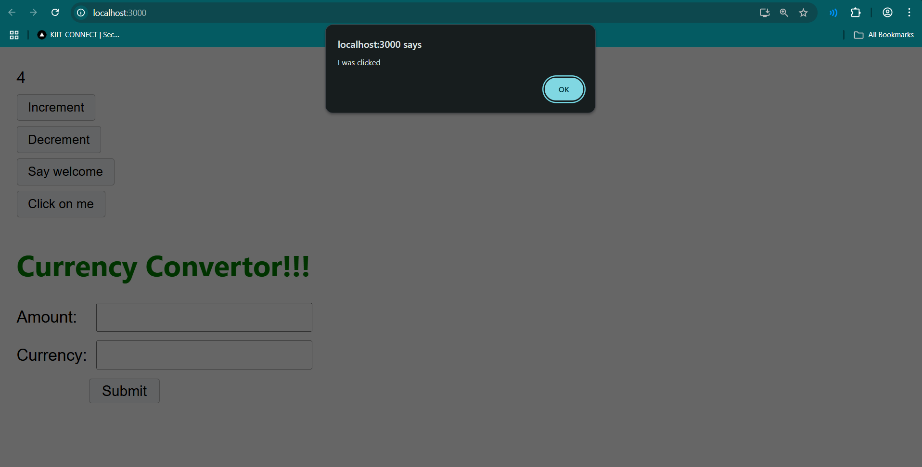 localhost:3000
KIIT-CONNECT | Sec...
All Bookmarks
localhost:3000 says
I was clicked
OK
4
Increment
Decrement
Say welcome
Click on me
Currency Convertor!!!
Amount:
Currency:
Submit